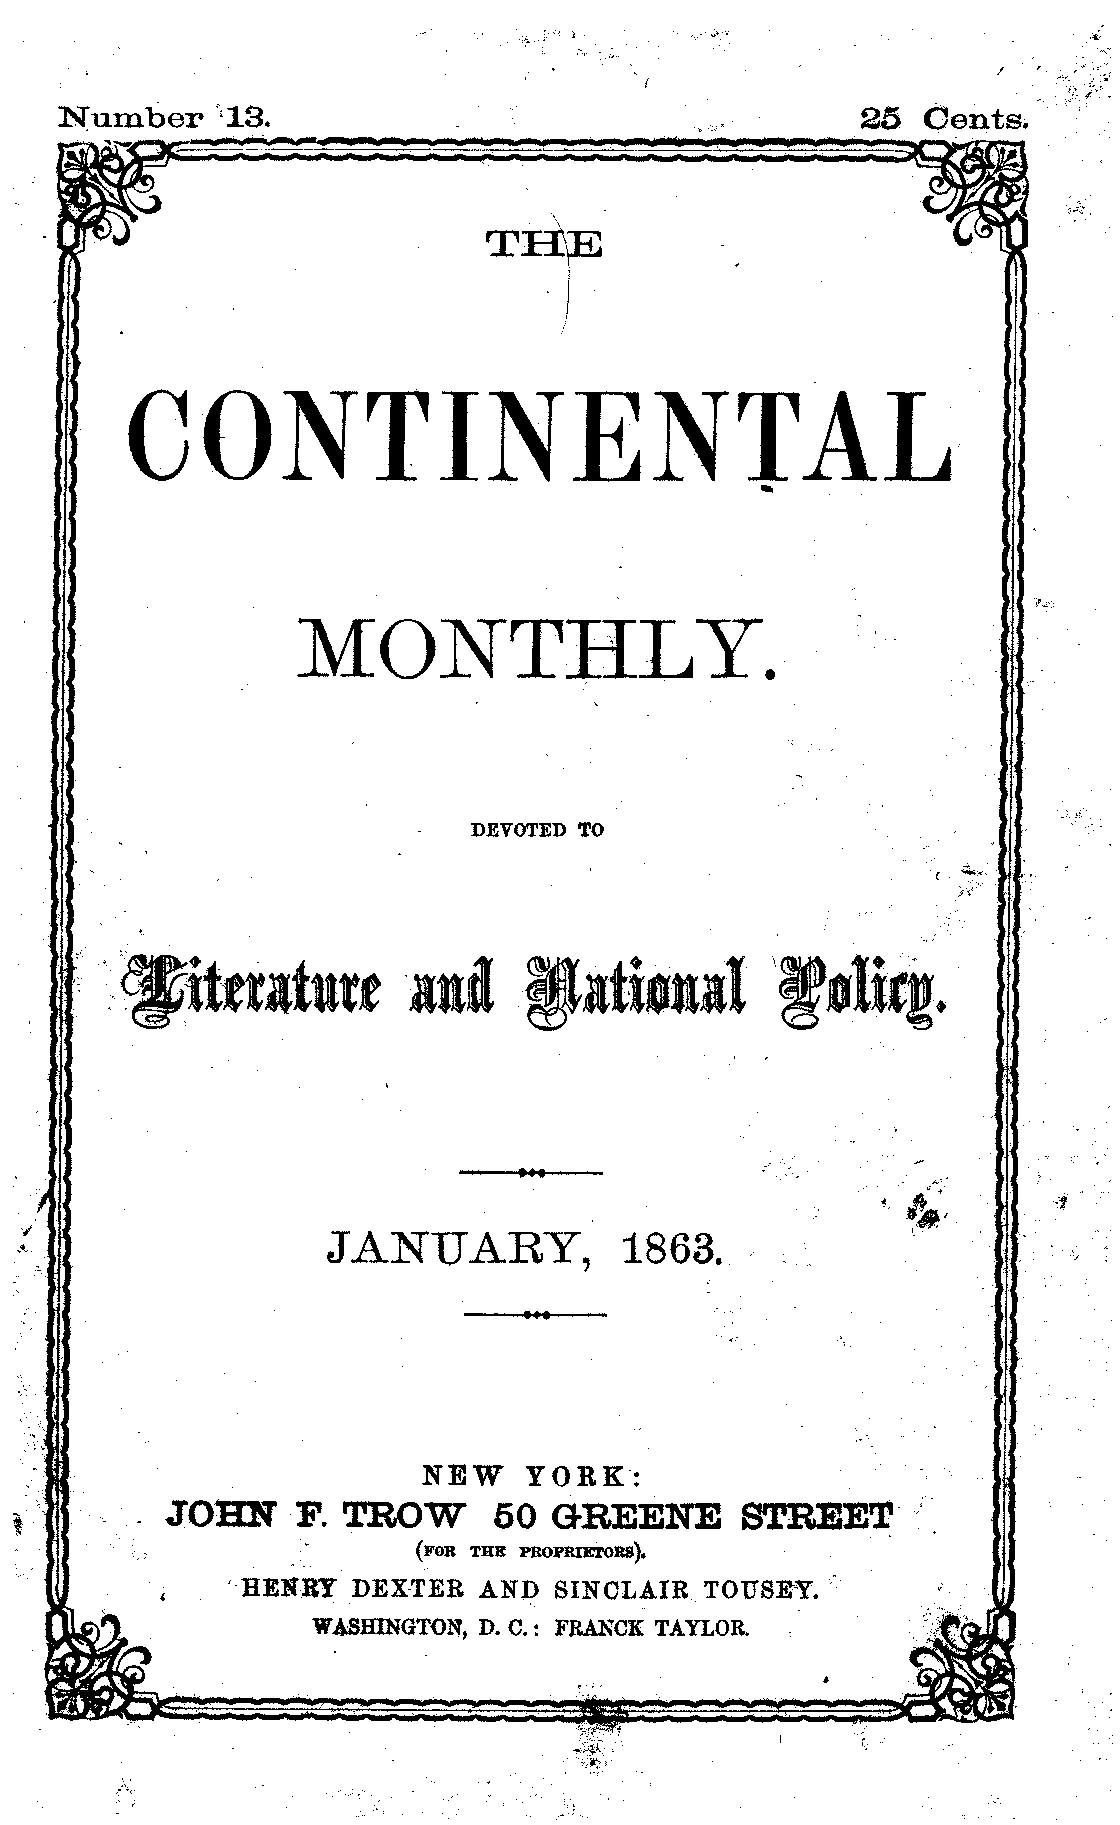 Number 13. 25 Cents.
THE
CONTINENTAL
MONTHLY.
DEVOTED TO
Literature and National Policy.
JANUARY, 1863.
NEW YORK:
JOHN F. TROW 50 GREENE STREET
(FOR THE PROPRIETORS).
HENRY DEXTER AND SINCLAIR TOUSEY.
WASHINGTON, D. C.: FRANCK TAYLOR.